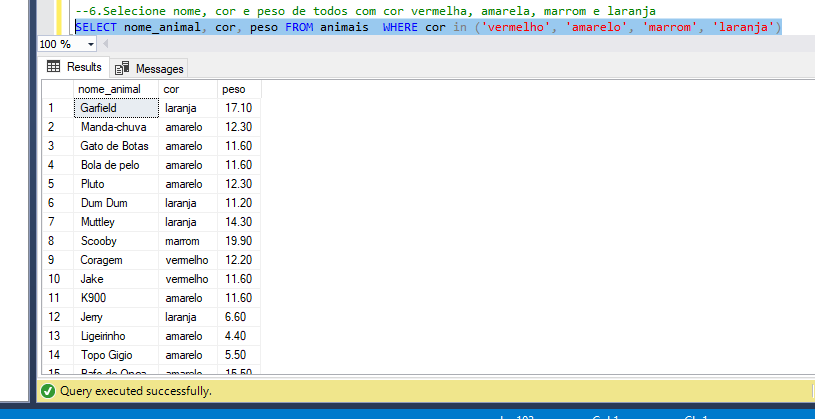 --6.Selecione nome, cor e peso de todos com cor vermelha, amarela, marrom e laranja
SELECT nome_animal, cor, peso FROM animais  WHERE cor in ('vermelho', 'amarelo', 'marrom', 'laranja')
100 %
Results Messages
nome_animal cor peso
1 Garfield laranja 17.10
2 Manda-chuva amarelo 12.30
3 Gato de Botas amarelo 11.60
4 Bola de pelo amarelo 11.60
5 Pluto amarelo 12.30
6 Dum Dum laranja 11.20
7 Muttley laranja 14.30
8 Scooby marrom 19.90
9 Coragem vermelho 12.20
10 Jake vermelho 11.60
11 K900 amarelo 11.60
12 Jerry laranja 6.60
13 Ligeirinho amarelo 4.40
14 Topo Gigio amarelo 5.50
15 amarelo 15.50
Query executed successfully.